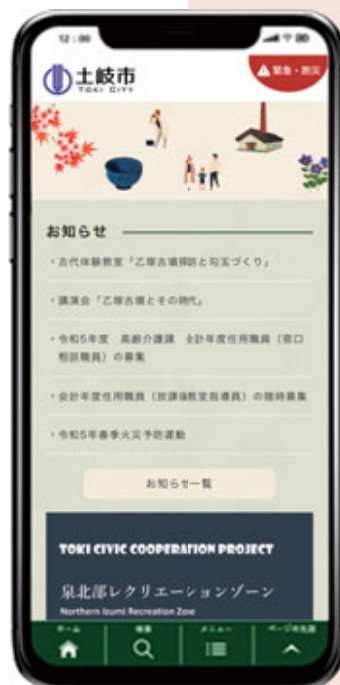 12:00
土岐市
TOKI CITY
緊急・防災
お知らせ
・古代体験教室「乙塚古墳探訪と勾玉づくり」
・講演会「乙塚古墳とその時代」
・令和5年度 高齢介護課 会計年度任用職員（窓口
相談職員）の募集
・会計年度任用職員（放課後教室指導員）の随時募集
・令和5年春季火災予防運動
お知らせ一覧
TOKI CIVIC COOPERATION PROJECT
泉北部レクリエーションゾーン
Northern Izumi Recreation Zone
ホーム 検索 メニュー ページの先頭